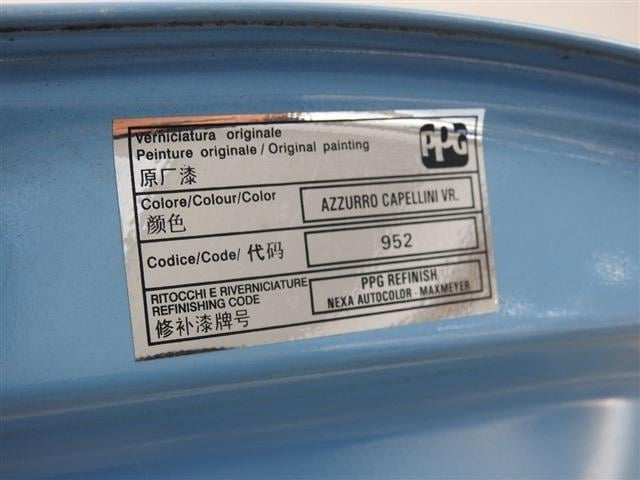 Verniciatura originale
Peinture originale / Original painting
PPG
原厂漆
Colore/Colour/Color
颜色
AZZURRO CAPELLINI VR.
Codice/Code/ 代码
952
RITOCCHI E RIVERNICIATURE
REFINISHING CODE
修补漆牌号
PPG REFINISH
NEXA AUTOCOLOR - MAXMEYER